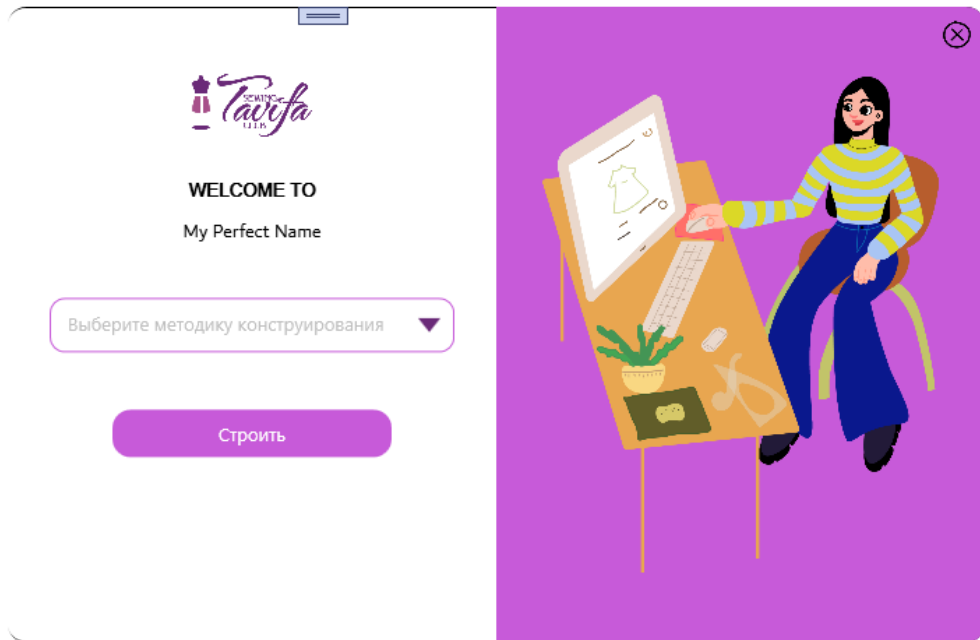 SEWING
Tavifa
CLUB
WELCOME TO
My Perfect Name
Выберите методику конструирования
Строить